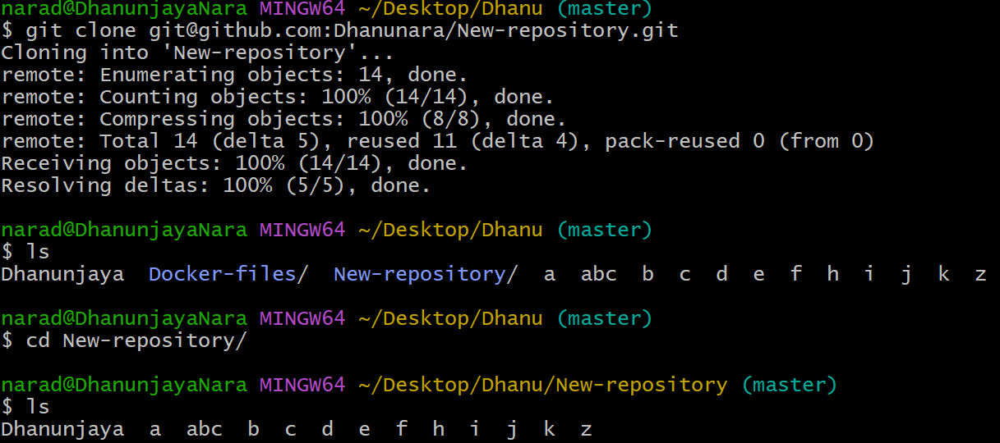 narad@DhanunjayaNara MINGW64 ~/Desktop/Dhanu (master)
$ git clone git@github.com:Dhanunara/New-repository.git
Cloning into 'New-repository'...
remote: Enumerating objects: 14, done.
remote: Counting objects: 100% (14/14), done.
remote: Compressing objects: 100% (8/8), done.
remote: Total 14 (delta 5), reused 11 (delta 4), pack-reused 0 (from 0)
Receiving objects: 100% (14/14), done.
Resolving deltas: 100% (5/5), done.
narad@DhanunjayaNara MINGW64 ~/Desktop/Dhanu (master)
$ ls
Dhanunjaya  Docker-files/  New-repository/  a  abc  b  c  d  e  f  h  i  j  k  z
narad@DhanunjayaNara MINGW64 ~/Desktop/Dhanu (master)
$ cd New-repository/
narad@DhanunjayaNara MINGW64 ~/Desktop/Dhanu/New-repository (master)
$ ls
Dhanunjaya  a  abc  b  c  d  e  f  h  i  j  k  z